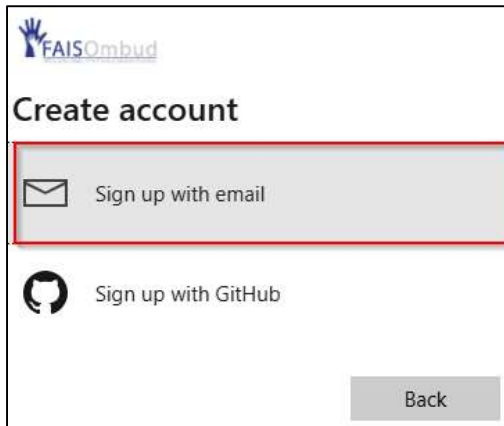 FAISOmbud
Create account
Sign up with email
Sign up with GitHub
Back